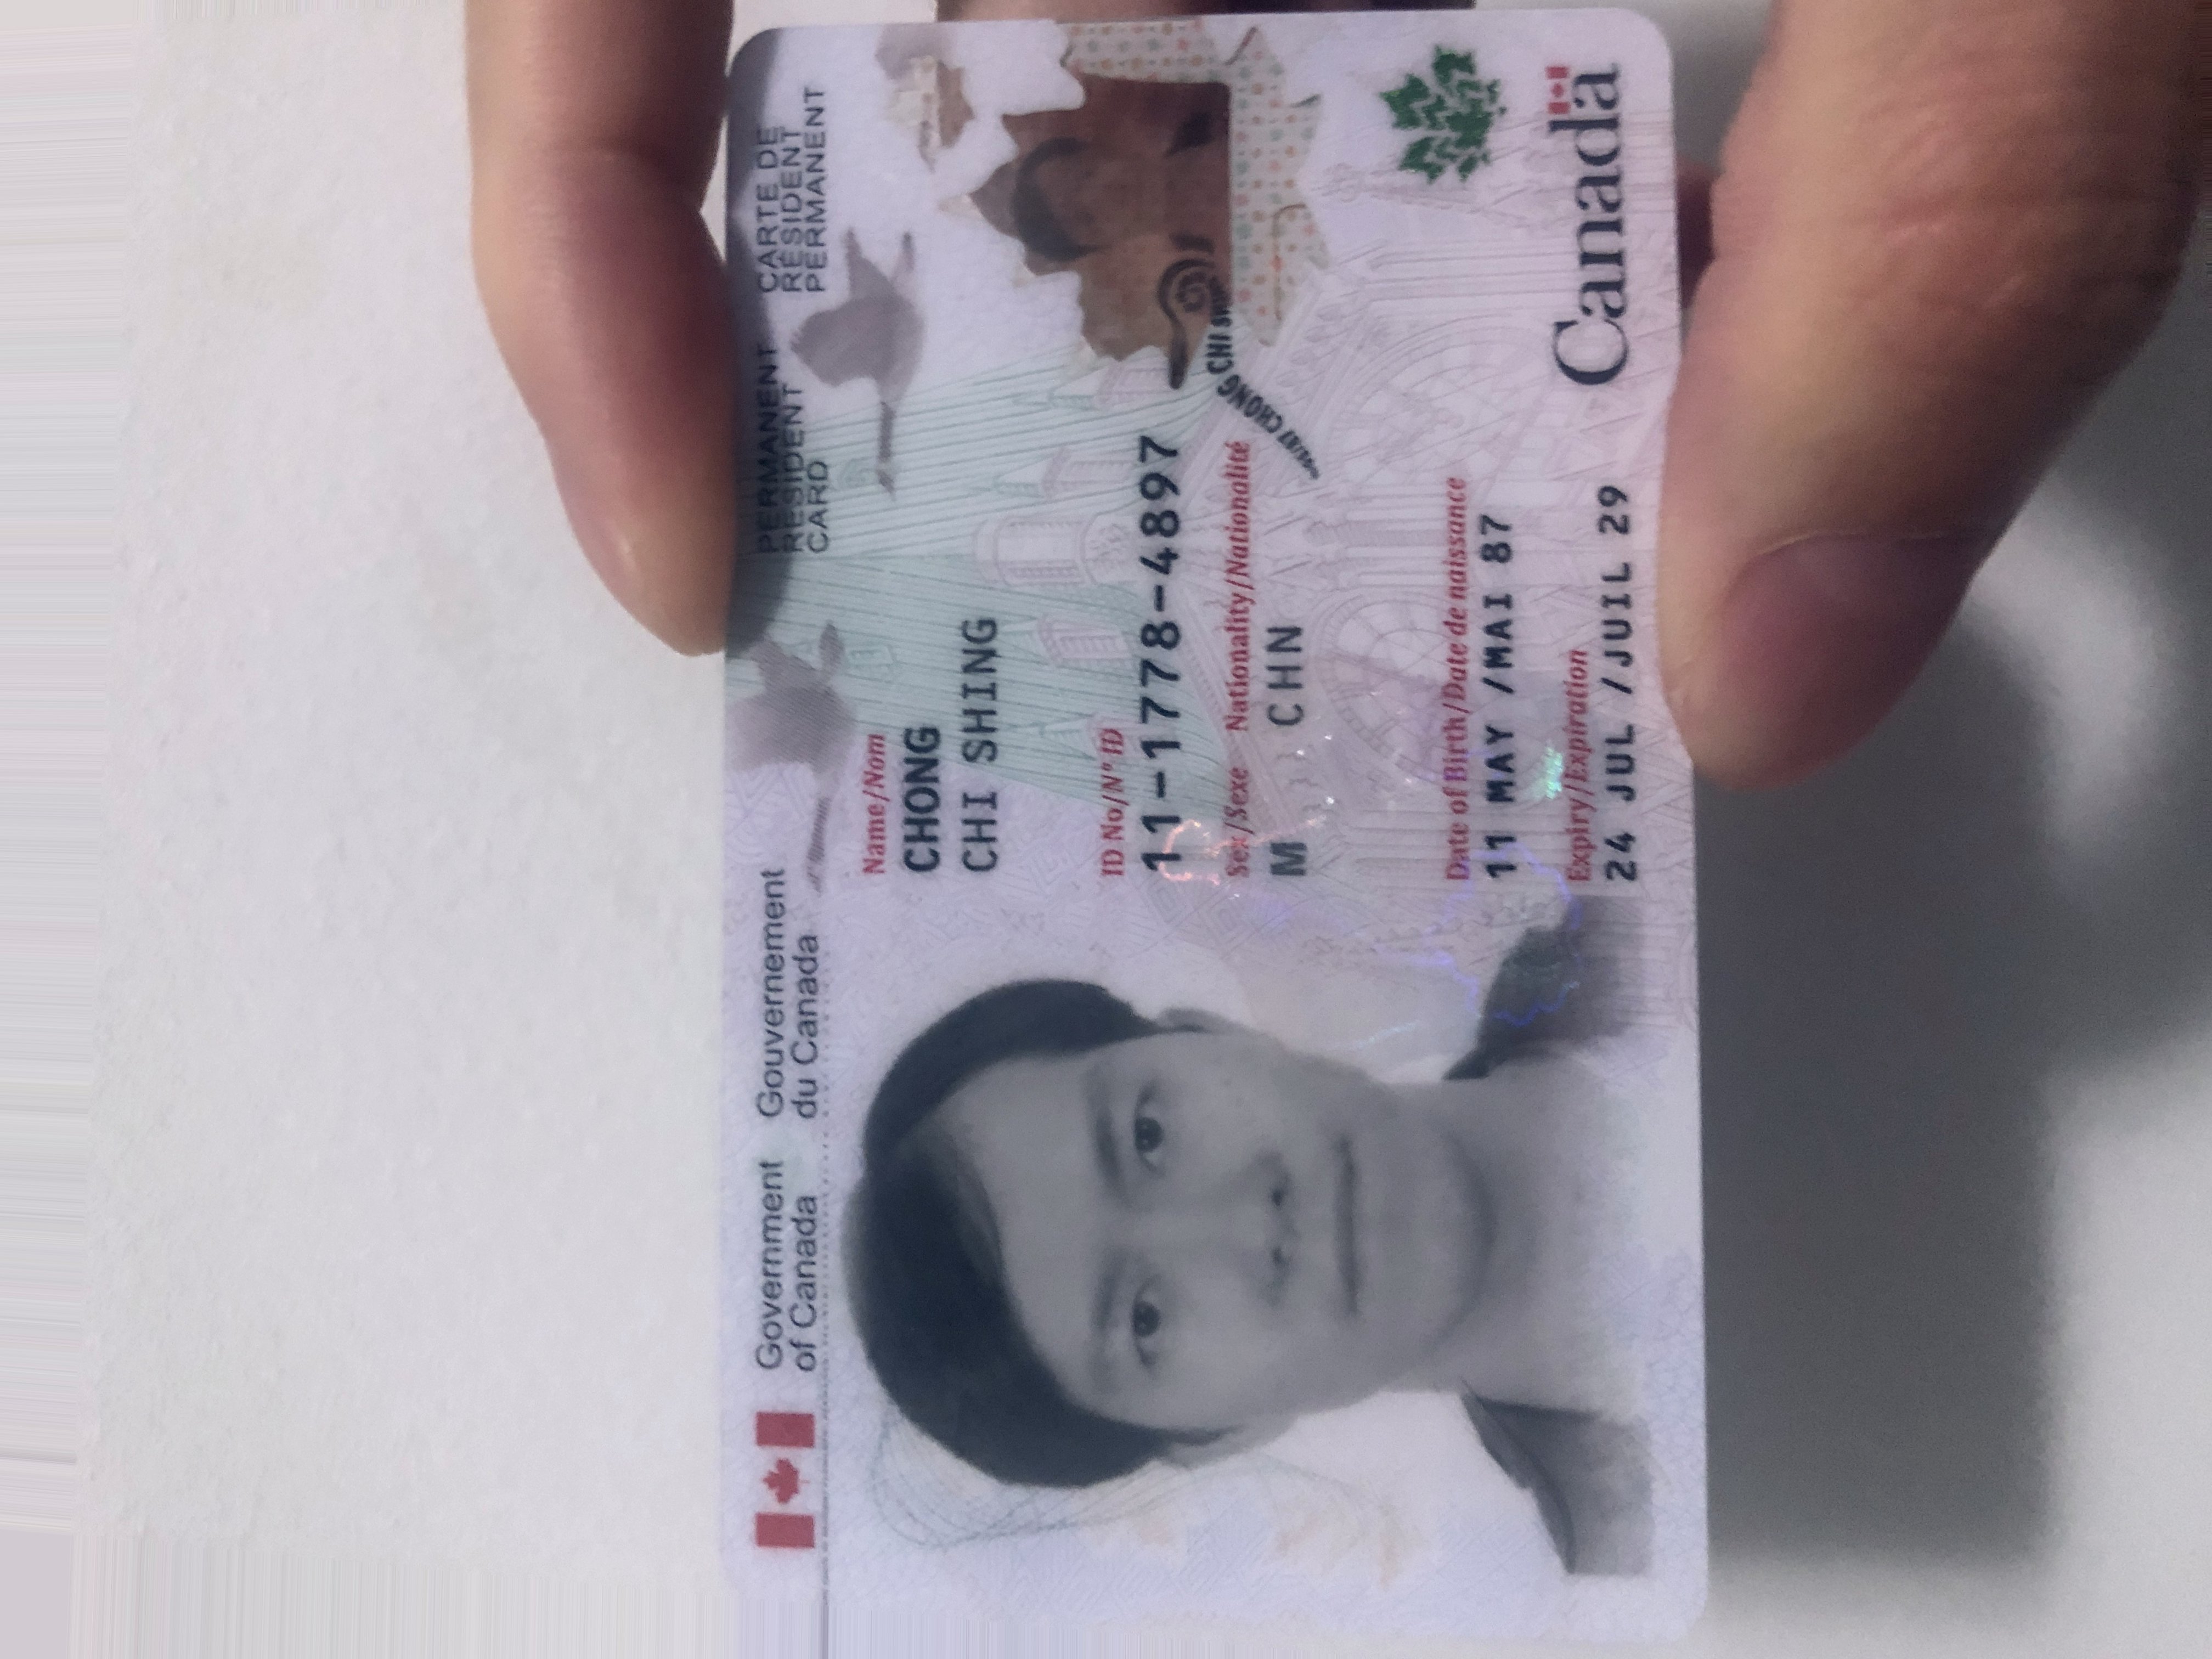 Government of Canada
Gouvernement du Canada
PERMANENT RESIDENT CARD
CARTE DE RÉSIDENT PERMANENT
Name/Nom
CHONG
CHI SHING
ID No/Nº ID
11-1778-4897
Sex/Sexe Nationality/Nationalité
M CHN
Date of Birth/Date de naissance
11 MAY /MAI 87
Expiry/Expiration
24 JUL /JUIL 29
CHONG CHI
Canada